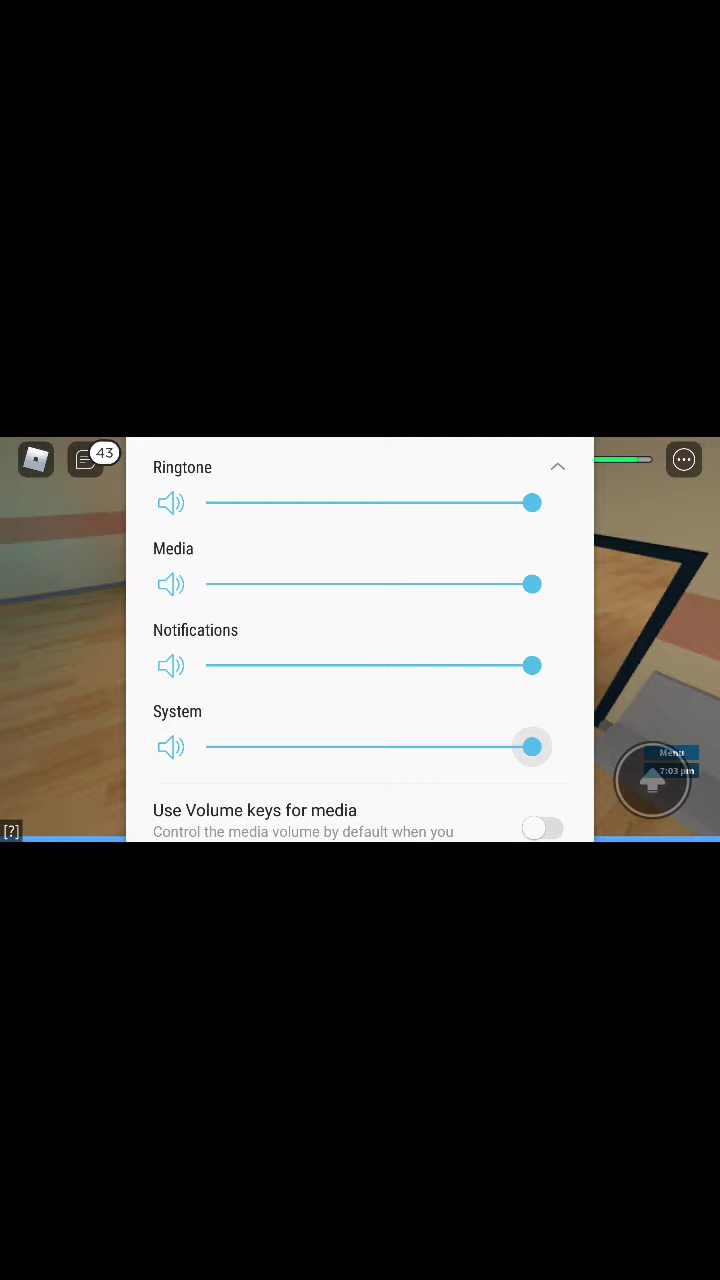 43
Ringtone
Media
Notifications
System
Menu
7:03 pm
Use Volume keys for media
Control the media volume by default when you
[?]